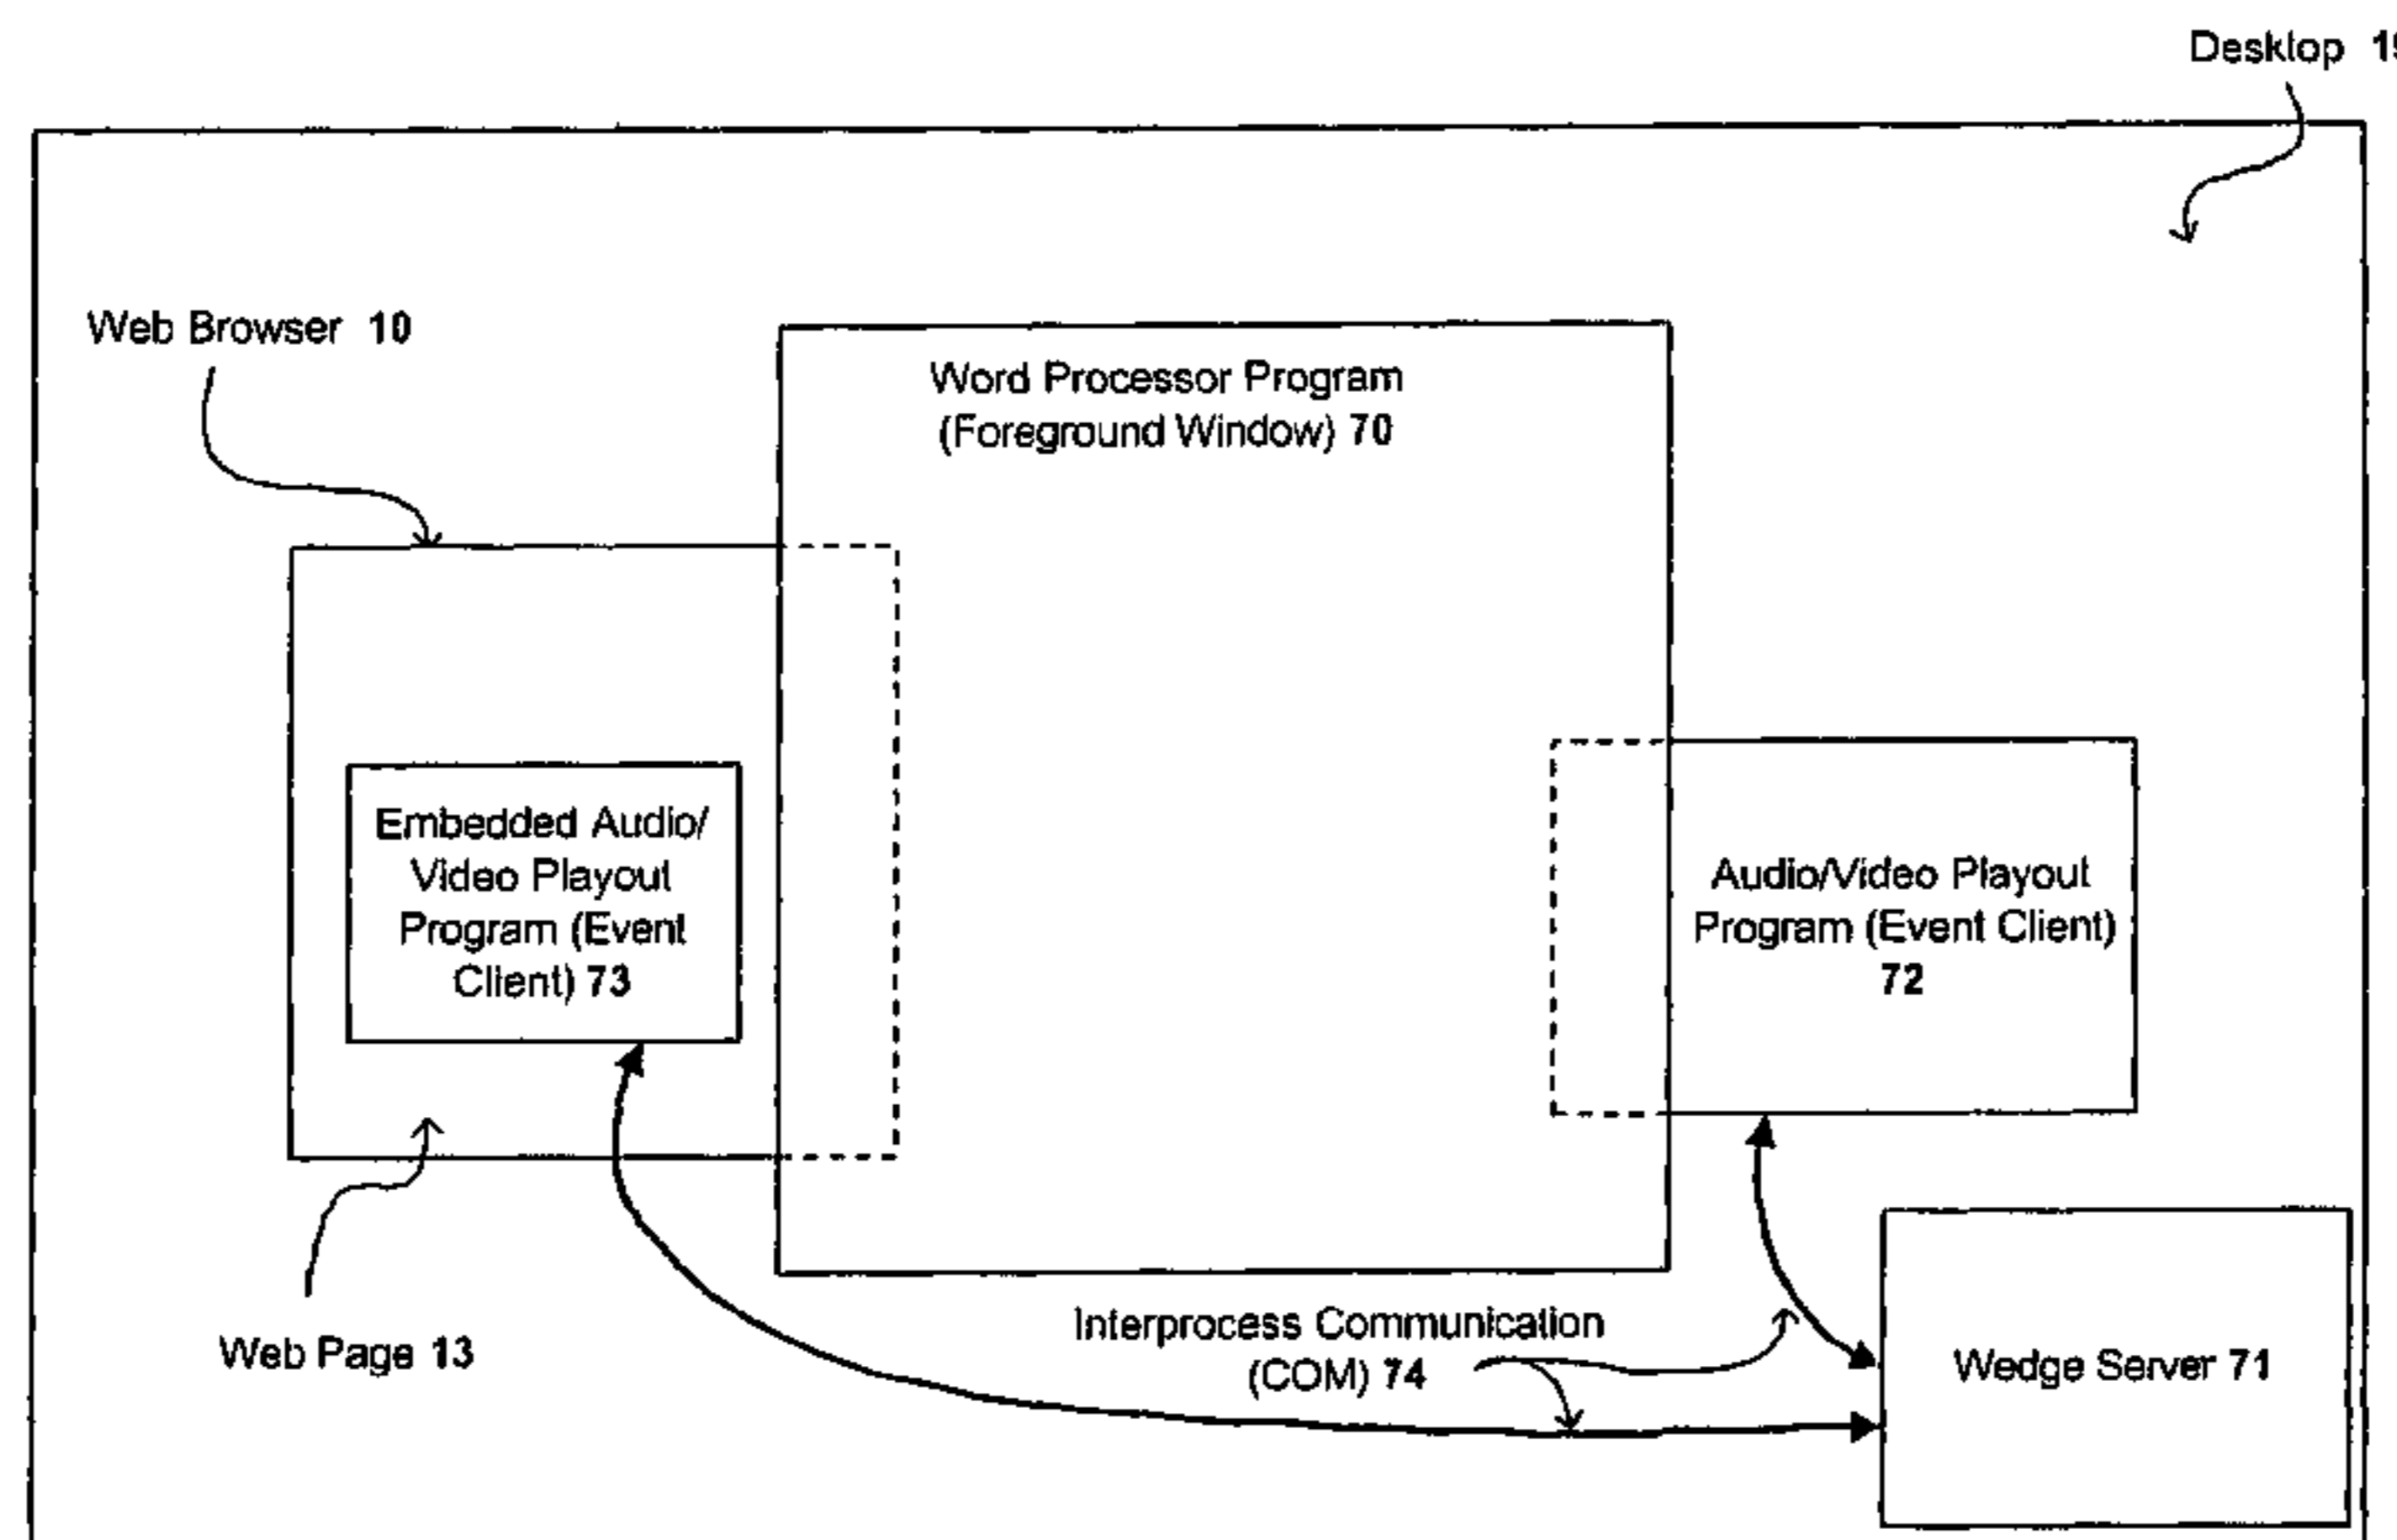 Desktop 19
Web Browser 10
Word Processor Program
(Foreground Window) 70
Embedded Audio/
Video Playout
Program (Event
Client) 73
Audio/Video Playout
Program (Event Client)
72
Interprocess Communication
(COM) 74
Web Page 13
Wedge Server 71